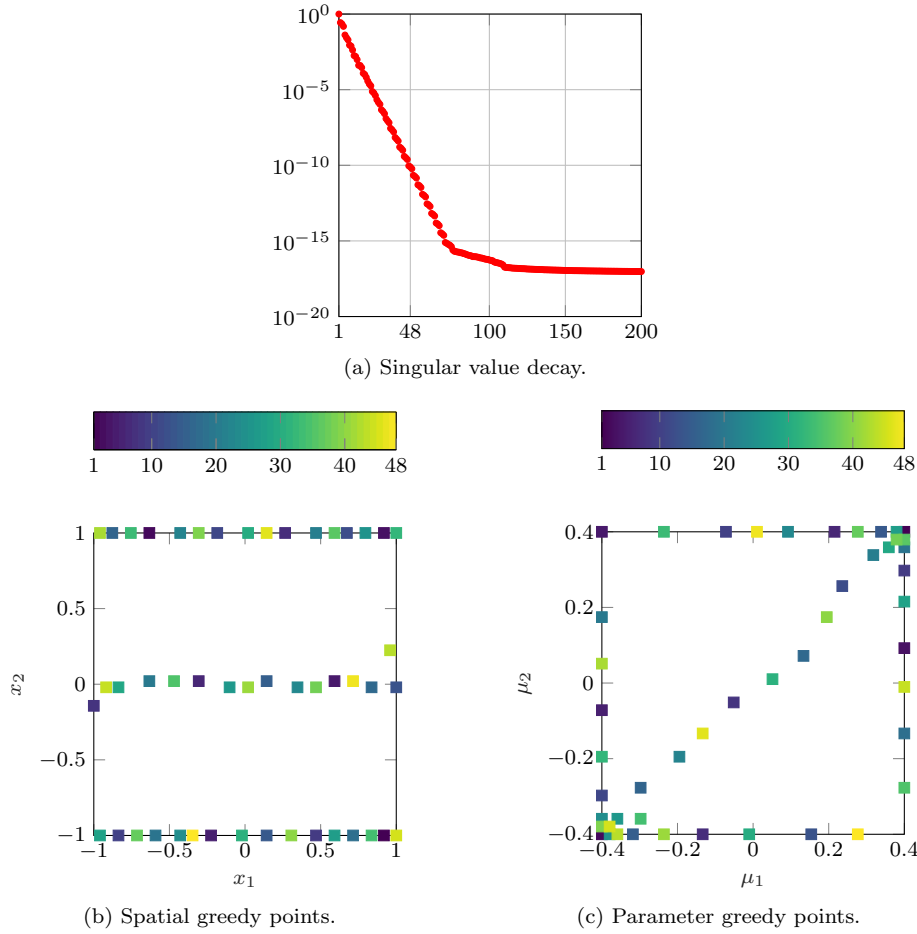 10^0
10^−5
10^−10
10^−15
10^−20
1 48 100 150 200
(a) Singular value decay.
1 10 20 30 40 48
1 10 20 30 40 48
1
0.5
0
−0.5
−1
x_2
−1 −0.5 0 0.5 1
x_1
(b) Spatial greedy points.
0.4
0.2
0
−0.2
−0.4
μ_2
−0.4 −0.2 0 0.2 0.4
μ_1
(c) Parameter greedy points.